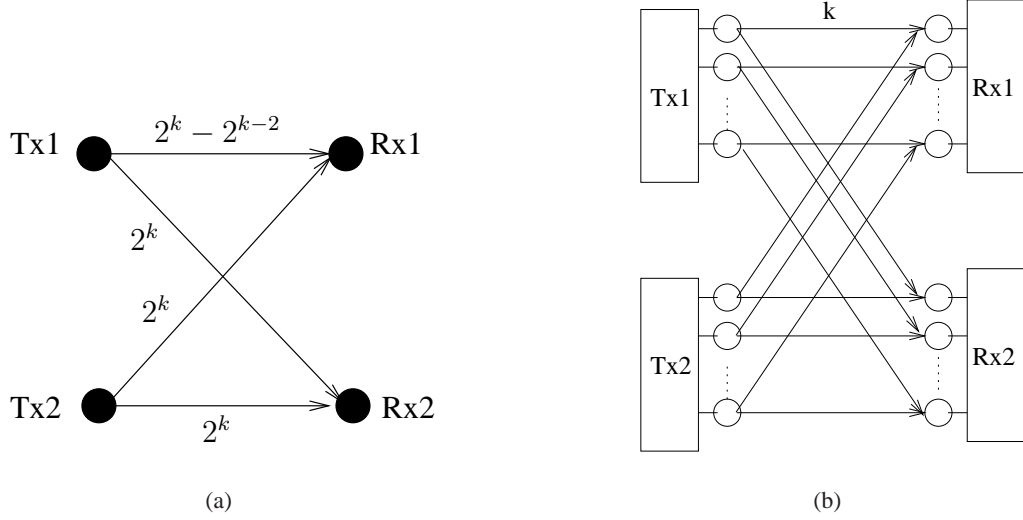 Tx1
2^k − 2^{k−2}
Rx1
2^k
2^k
Tx2
2^k
Rx2
(a)
k
Tx1
Rx1
Tx2
Rx2
(b)